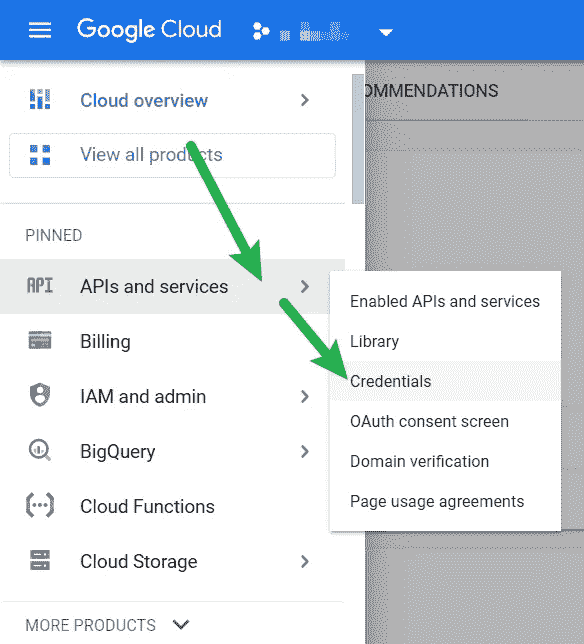 Google Cloud
Cloud overview
OMMENDATIONS
View all products
PINNED
API APIs and services
Enabled APIs and services
Billing
Library
IAM and admin
Credentials
BigQuery
OAuth consent screen
Domain verification
Cloud Functions
Page usage agreements
Cloud Storage
MORE PRODUCTS